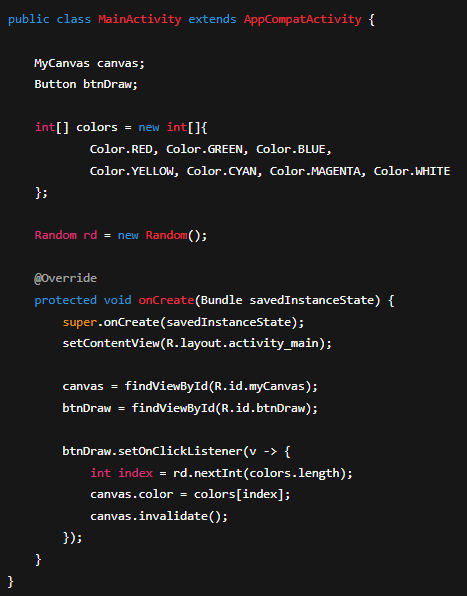 public class MainActivity extends AppCompatActivity {
MyCanvas canvas;
Button btnDraw;
int[] colors = new int[]{
Color.RED, Color.GREEN, Color.BLUE,
Color.YELLOW, Color.CYAN, Color.MAGENTA, Color.WHITE
};
Random rd = new Random();
@Override
protected void onCreate(Bundle savedInstanceState) {
super.onCreate(savedInstanceState);
setContentView(R.layout.activity_main);
canvas = findViewById(R.id.myCanvas);
btnDraw = findViewById(R.id.btnDraw);
btnDraw.setOnClickListener(v -> {
int index = rd.nextInt(colors.length);
canvas.color = colors[index];
canvas.invalidate();
});
}
}